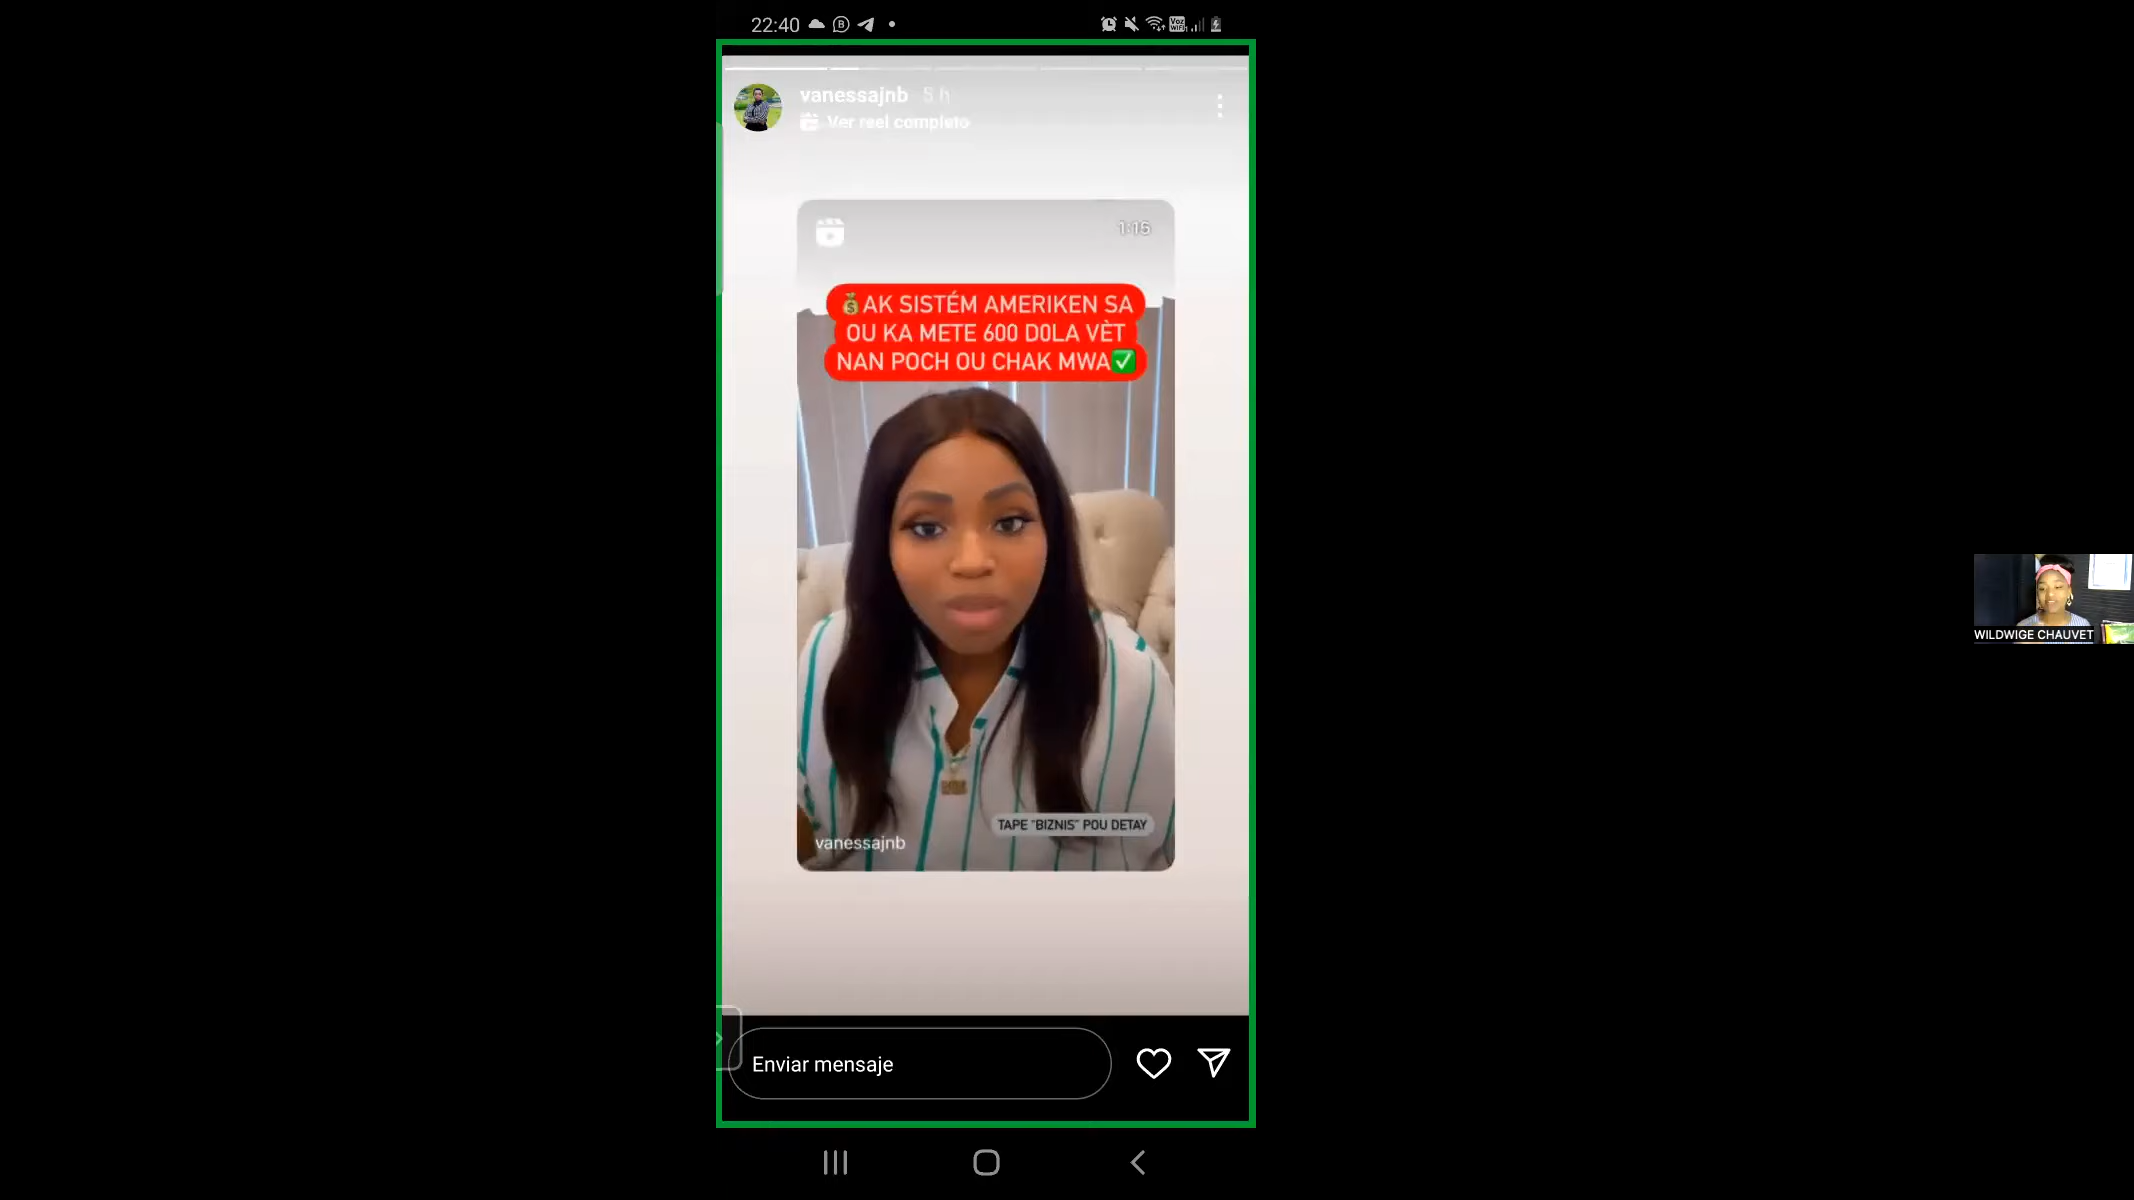 22:40
vanessajnb 5 h
Ver reel completo
1:15
AK SISTÉM AMERIKEN SA
OU KA METE 600 D0LA VÈT
NAN POCH OU CHAK MWA
TAPE "BIZNIS" POU DETAY
vanessajnb
Enviar mensaje
WILDWIGE CHAUVET